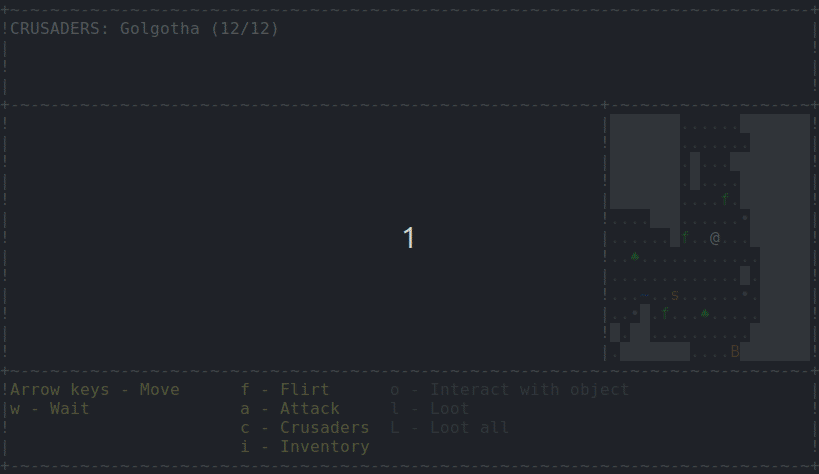 CRUSADERS: Golgotha (12/12)
1
f
f @
s
f
B
Arrow keys - Move f - Flirt o - Interact with object
w - Wait a - Attack l - Loot
c - Crusaders L - Loot all
i - Inventory